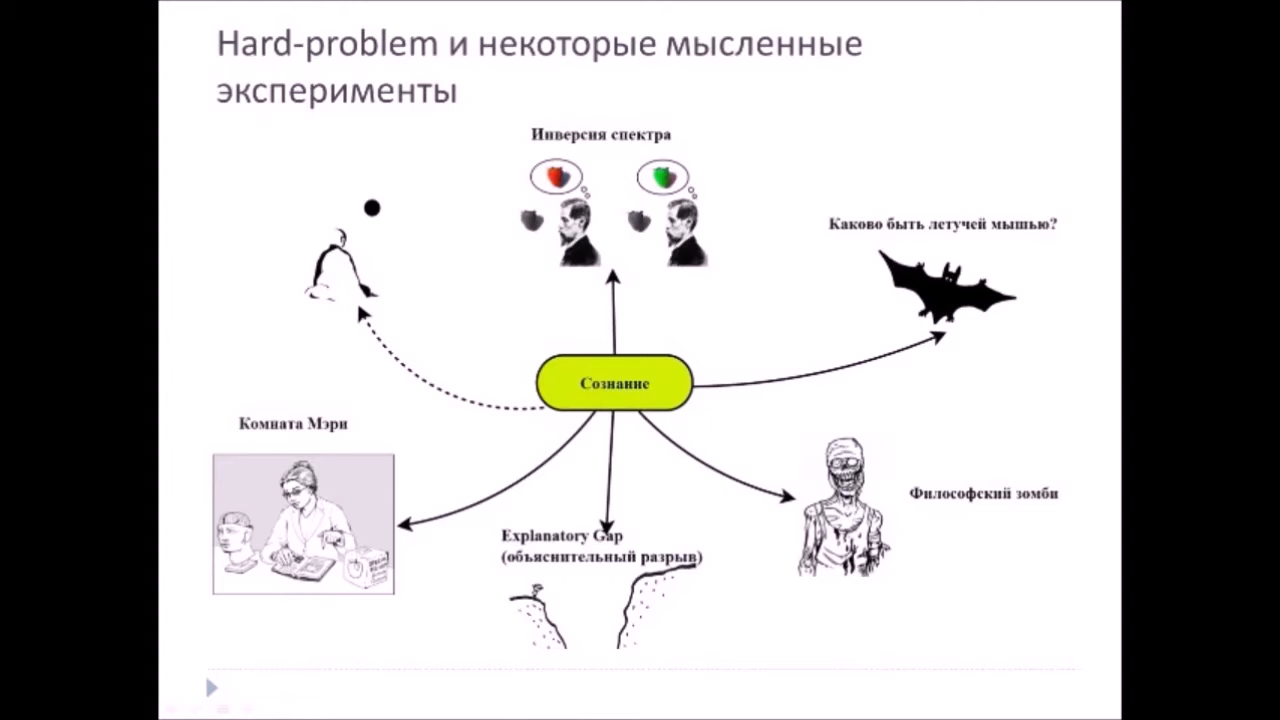 Hard-problem и некоторые мысленные
эксперименты
Инверсия спектра
Каково быть летучей мышью?
Сознание
Комната Мэри
Философский зомби
Explanatory Gap
(объяснительный разрыв)